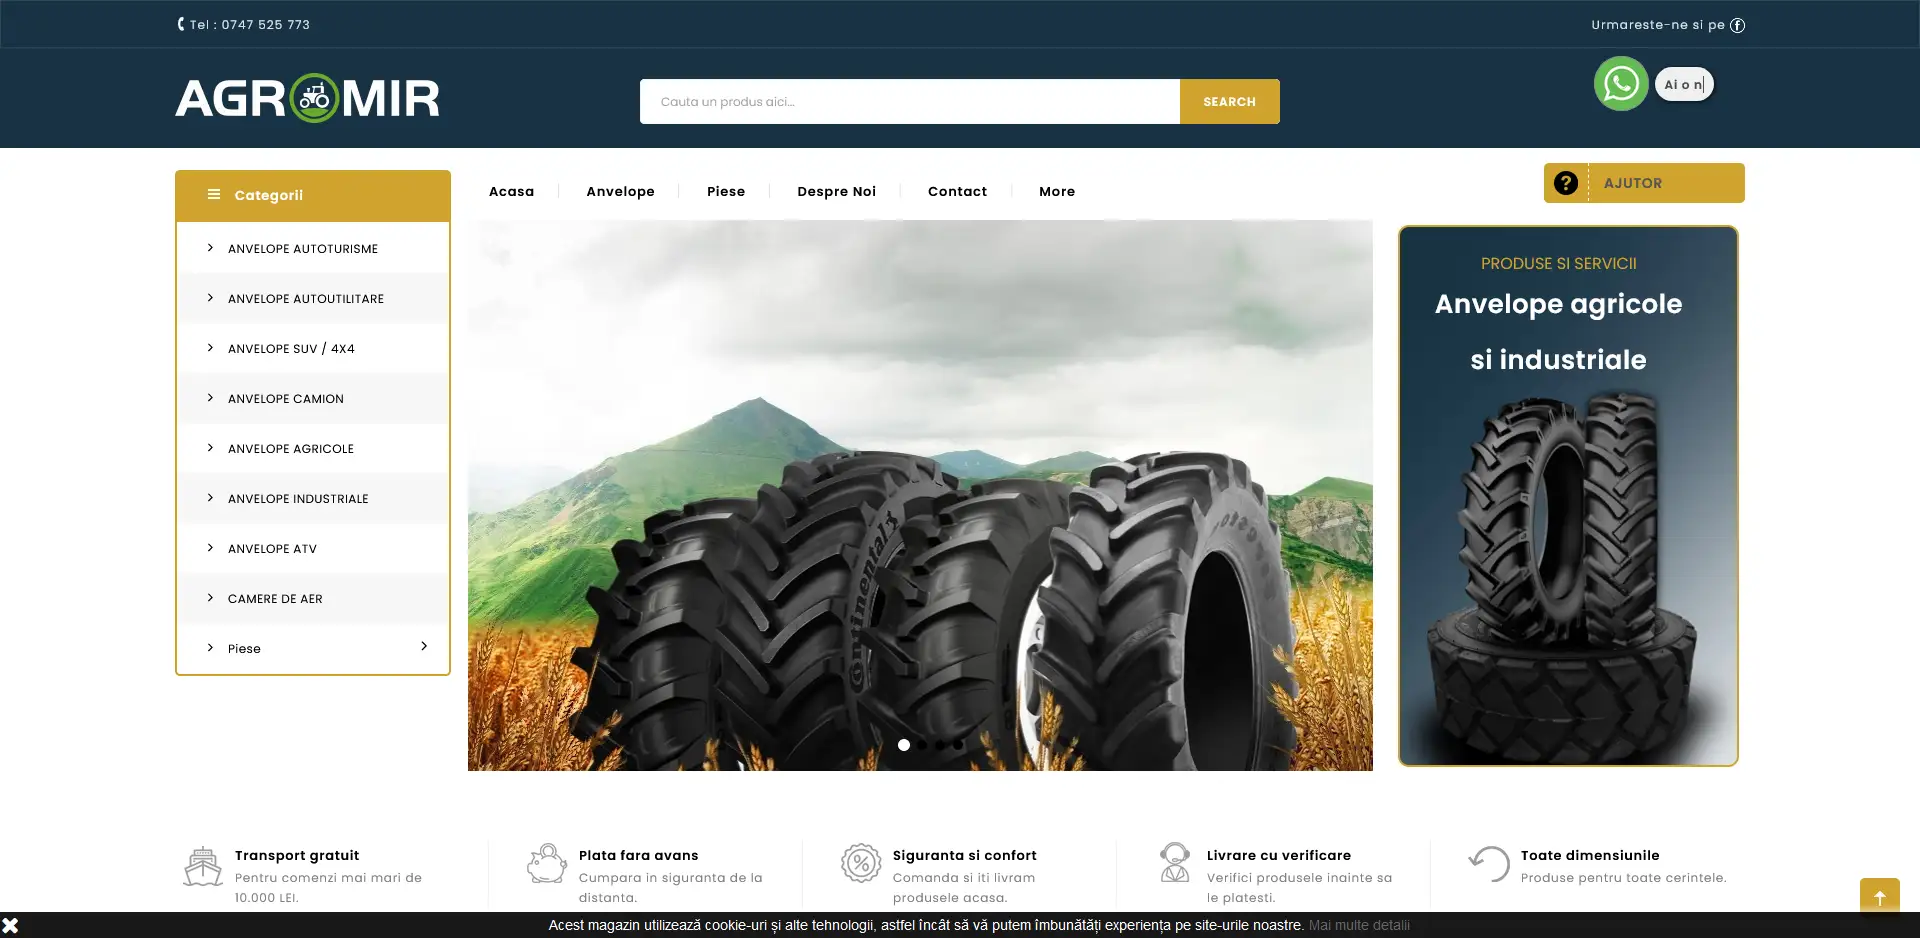 Tel : 0747 525 773
Urmareste-ne si pe
AGROMIR
Cauta un produs aici...
SEARCH
Ai o n
Categorii
Acasa
Anvelope
Piese
Despre Noi
Contact
More
AJUTOR
ANVELOPE AUTOTURISME
ANVELOPE AUTOUTILITARE
ANVELOPE SUV / 4X4
ANVELOPE CAMION
ANVELOPE AGRICOLE
ANVELOPE INDUSTRIALE
ANVELOPE ATV
CAMERE DE AER
Piese
Continental
PRODUSE SI SERVICII
Anvelope agricole
si industriale
Transport gratuit
Pentru comenzi mai mari de
10.000 LEI.
Plata fara avans
Cumpara in siguranta de la
distanta.
Siguranta si confort
Comanda si iti livram
produsele acasa.
Livrare cu verificare
Verifici produsele inainte sa
le platesti.
Toate dimensiunile
Produse pentru toate cerintele.
Acest magazin utilizează cookie-uri și alte tehnologii, astfel încât să vă putem îmbunătăți experiența pe site-urile noastre. Mai multe detalii